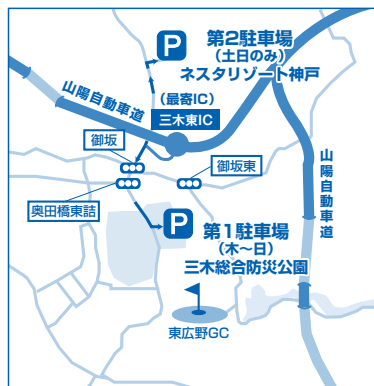 P
第2駐車場
(土日のみ)
ネスタリゾート神戸
山陽自動車道
(最寄IC)
三木東IC
御坂
御坂東
奥田橋東詰
山陽自動車道
P
第1駐車場
(木〜日)
三木総合防災公園
東広野GC